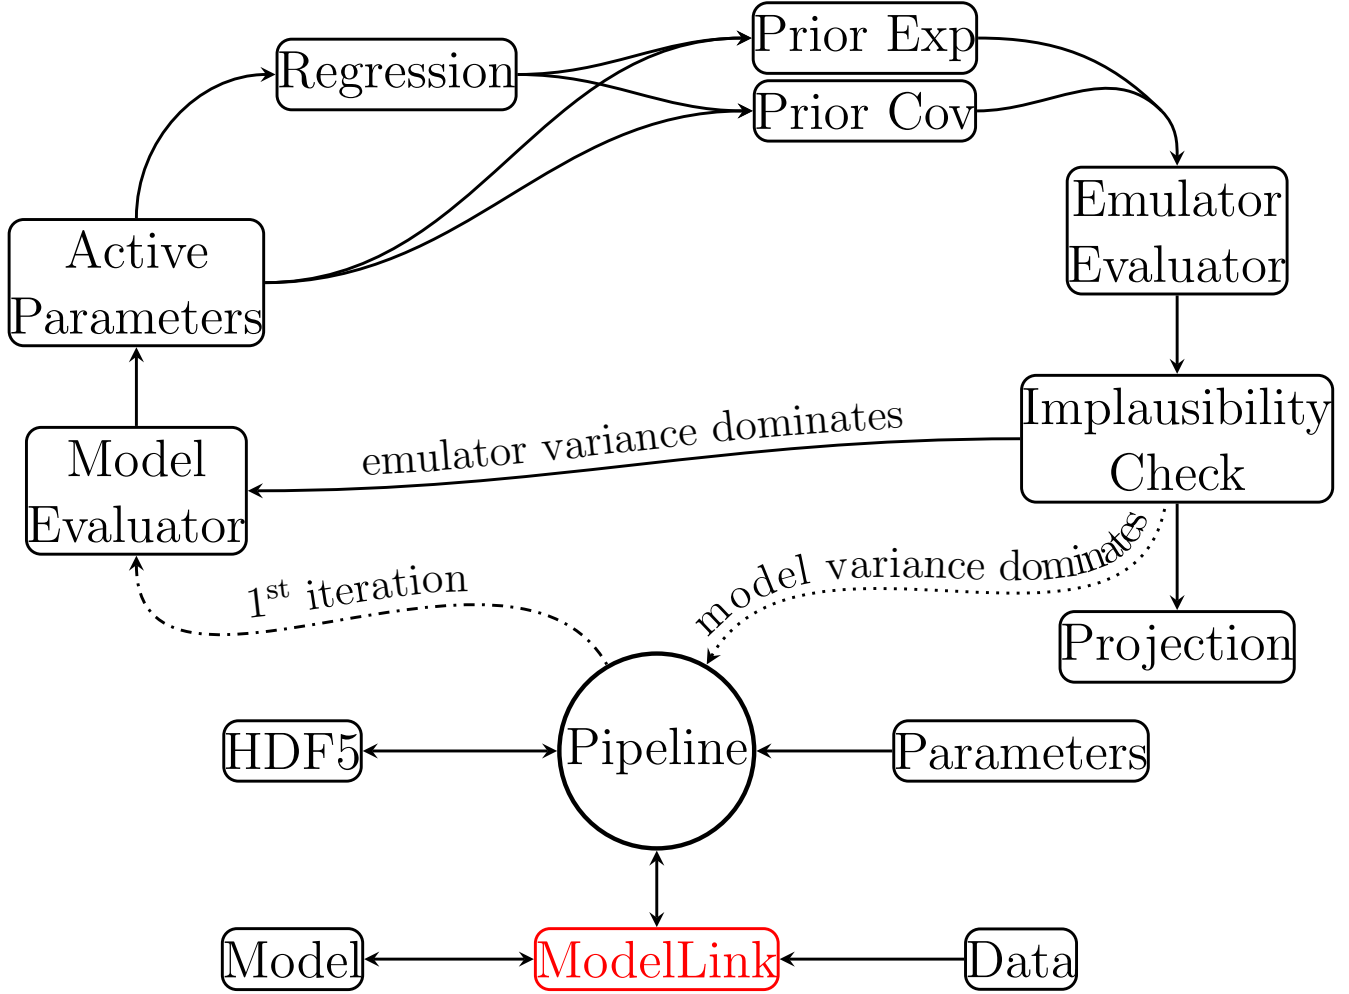 Prior Exp
Regression
Prior Cov
Emulator
Evaluator
Active
Parameters
Implausibility
Check
emulator variance dominates
Model
Evaluator
model variance dominates
1st iteration
Projection
HDF5
Pipeline
Parameters
Model
ModelLink
Data